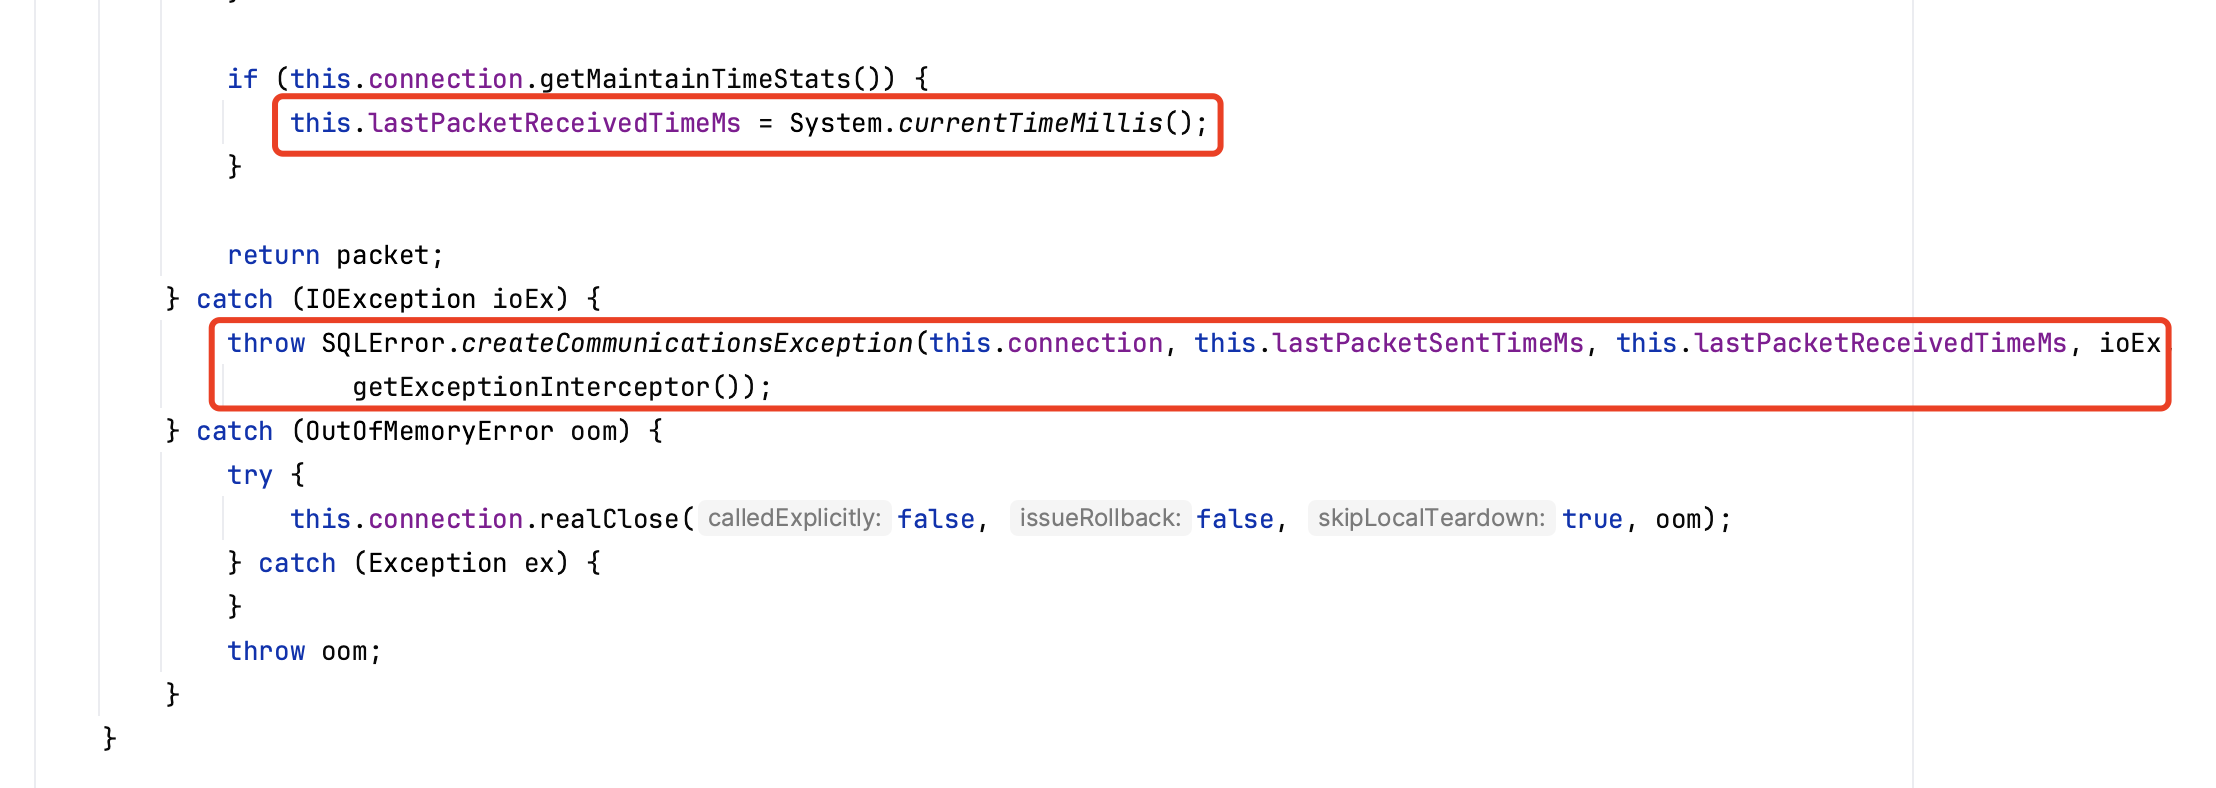 }
if (this.connection.getMaintainTimeStats()) {
this.lastPacketReceivedTimeMs = System.currentTimeMillis();
}
return packet;
} catch (IOException ioEx) {
throw SQLError.createCommunicationsException(this.connection, this.lastPacketSentTimeMs, this.lastPacketReceivedTimeMs, ioEx,
getExceptionInterceptor());
} catch (OutOfMemoryError oom) {
try {
this.connection.realClose( calledExplicitly: false, issueRollback: false, skipLocalTeardown: true, oom);
} catch (Exception ex) {
}
throw oom;
}
}